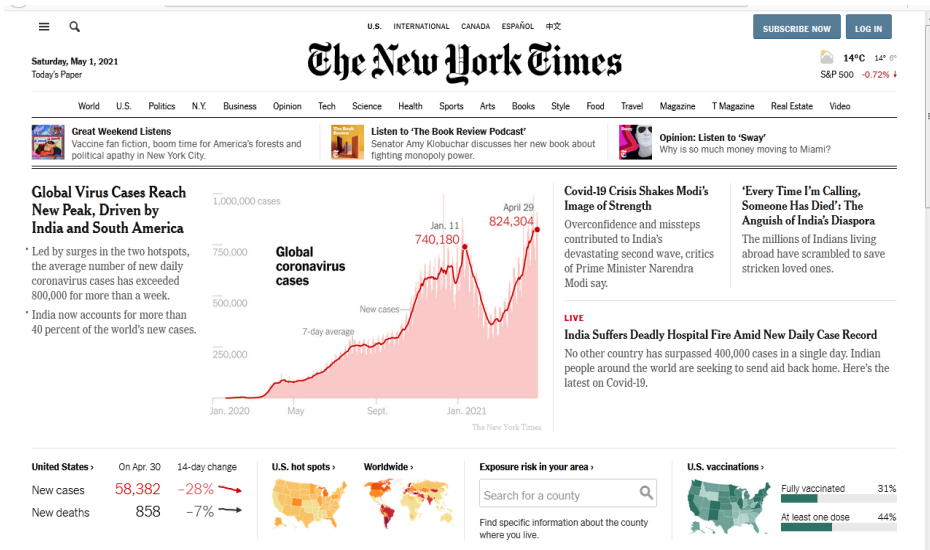 U.S. INTERNATIONAL CANADA ESPAÑOL 中文
SUBSCRIBE NOW LOG IN
Saturday, May 1, 2021
Today's Paper
The New York Times
14°C 14° 6°
S&P 500 -0.72%
World U.S. Politics N.Y. Business Opinion Tech Science Health Sports Arts Books Style Food Travel Magazine T Magazine Real Estate Video
Great Weekend Listens
Vaccine fan fiction, boom time for America's forests and
political apathy in New York City.
Listen to 'The Book Review Podcast'
Senator Amy Klobuchar discusses her new book about
fighting monopoly power.
Opinion: Listen to 'Sway'
Why is so much money moving to Miami?
Global Virus Cases Reach
New Peak, Driven by
India and South America
Led by surges in the two hotspots,
the average number of new daily
coronavirus cases has exceeded
800,000 for more than a week.
India now accounts for more than
40 percent of the world's new cases.
1,000,000 cases
750,000
500,000
250,000
Global
coronavirus
cases
Jan. 11
740,180
April 29
824,304
New cases
7-day average
Jan. 2020 May Sept. Jan. 2021
The New York Times
Covid-19 Crisis Shakes Modi's
Image of Strength
Overconfidence and missteps
contributed to India's
devastating second wave, critics
of Prime Minister Narendra
Modi say.
'Every Time I'm Calling,
Someone Has Died': The
Anguish of India's Diaspora
The millions of Indians living
abroad have scrambled to save
stricken loved ones.
LIVE
India Suffers Deadly Hospital Fire Amid New Daily Case Record
No other country has surpassed 400,000 cases in a single day. Indian
people around the world are seeking to send aid back home. Here's the
latest on Covid-19.
United States › On Apr. 30 14-day change
New cases 58,382 –28%
New deaths 858 –7%
U.S. hot spots ›
Worldwide ›
Exposure risk in your area ›
Search for a county
Find specific information about the county
where you live.
U.S. vaccinations ›
Fully vaccinated 31%
At least one dose 44%